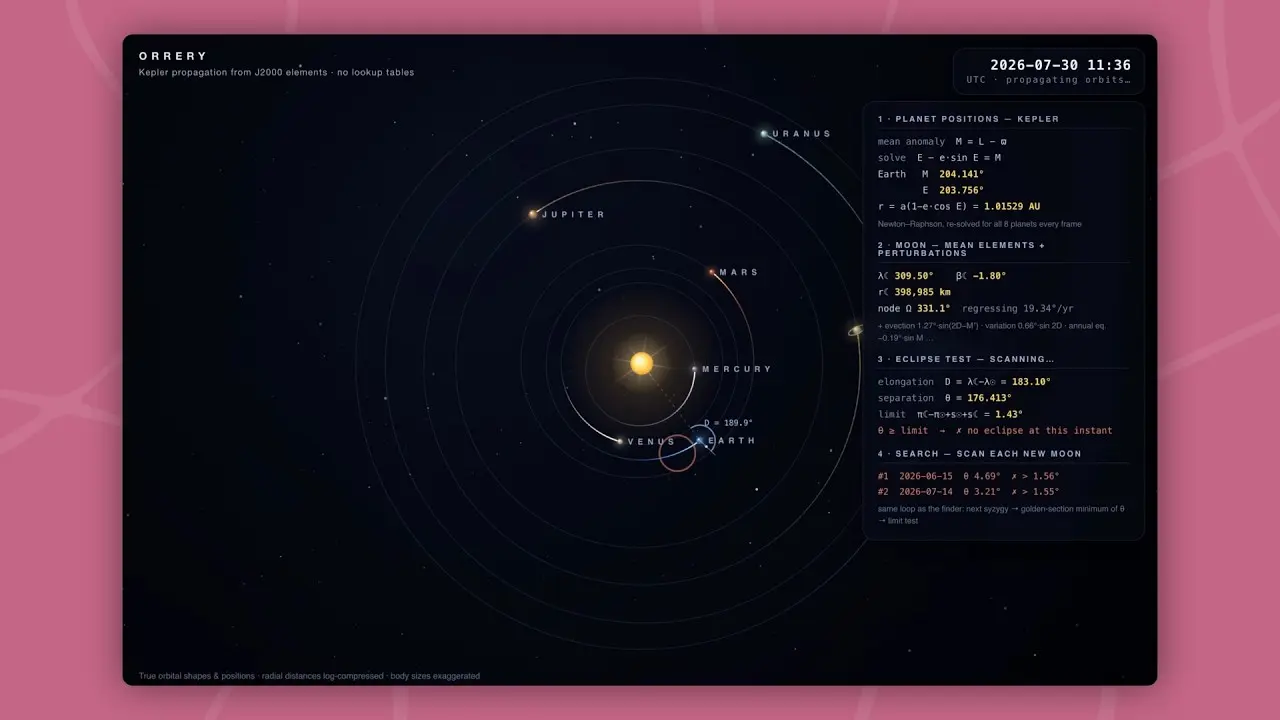 ORRERY
Kepler propagation from J2000 elements · no lookup tables
2026-07-30 11:36
UTC · propagating orbits…
1 · PLANET POSITIONS — KEPLER
mean anomaly M = L − ϖ
solve E − e·sin E = M
Earth M 204.141°
E 203.756°
r = a(1−e·cos E) = 1.01529 AU
Newton–Raphson, re-solved for all 8 planets every frame
2 · MOON — MEAN ELEMENTS +
PERTURBATIONS
λ☾ 309.50° β☾ −1.80°
r☾ 398,985 km
node Ω 331.1° regressing 19.34°/yr
+ evection 1.27°·sin(2D−M′) · variation 0.66°·sin 2D · annual eq.
−0.19°·sin M …
3 · ECLIPSE TEST — SCANNING…
elongation D = λ☾−λ☉ = 183.10°
separation θ = 176.413°
limit π☾−π☉+s☉+s☾ = 1.43°
θ ≥ limit → ✗ no eclipse at this instant
4 · SEARCH — SCAN EACH NEW MOON
#1 2026-06-15 θ 4.69° ✗ > 1.56°
#2 2026-07-14 θ 3.21° ✗ > 1.55°
same loop as the finder: next syzygy → golden-section minimum of θ
→ limit test
URANUS
JUPITER
MARS
MERCURY
D = 189.9°
VENUS
EARTH
True orbital shapes & positions · radial distances log-compressed · body sizes exaggerated